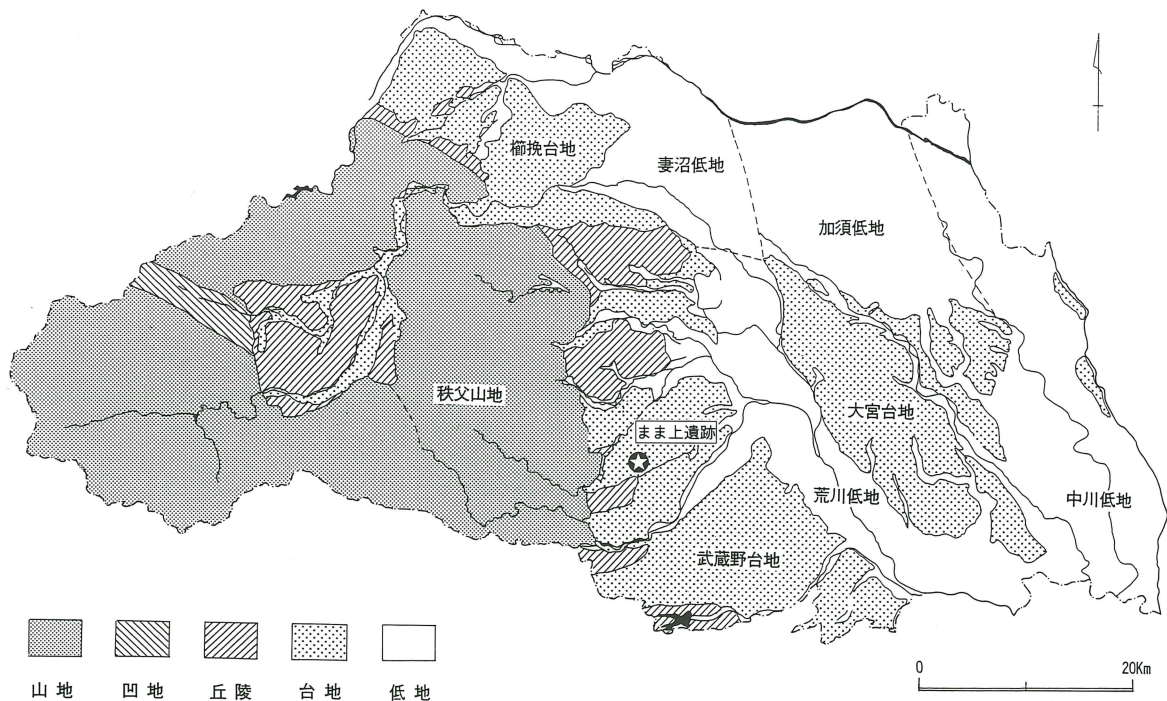 櫛挽台地
妻沼低地
加須低地
秩父山地
まま上遺跡
大宮台地
荒川低地
中川低地
武蔵野台地
山地
凹地
丘陵
台地
低地
0
20Km